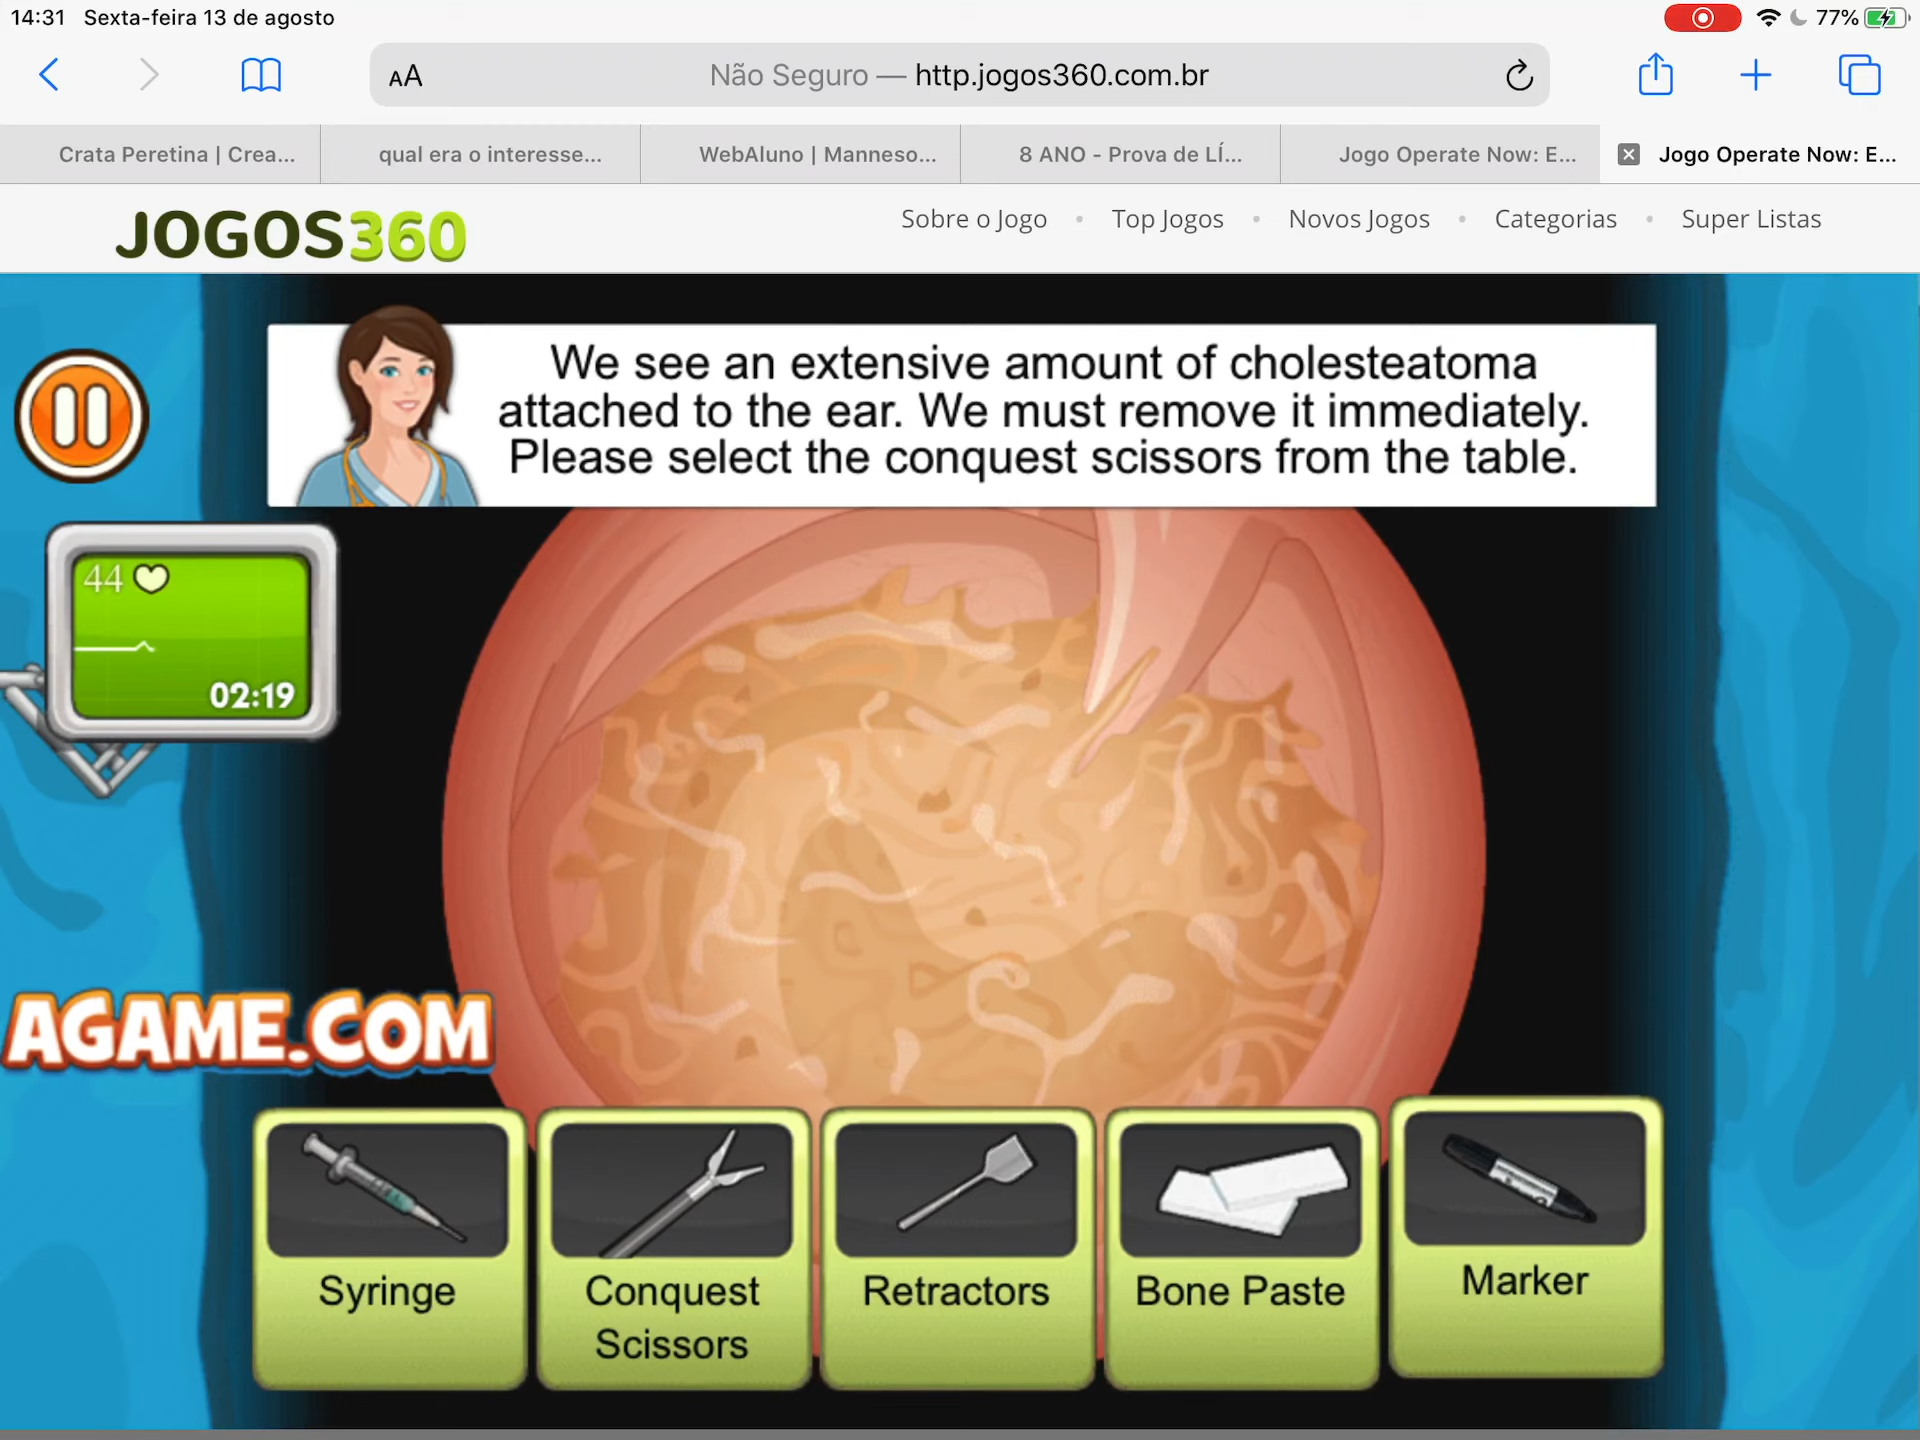 14:31 Sexta-feira 13 de agosto 77%
AA Não Seguro — http.jogos360.com.br
Crata Peretina | Crea... qual era o interesse... WebAluno | Manneso... 8 ANO - Prova de LÍ... Jogo Operate Now: E... Jogo Operate Now: E...
JOGOS360 Sobre o Jogo • Top Jogos • Novos Jogos • Categorias • Super Listas
We see an extensive amount of cholesteatoma
attached to the ear. We must remove it immediately.
Please select the conquest scissors from the table.
44
02:19
AGAME.COM
Syringe
Conquest
Scissors
Retractors
Bone Paste
Marker